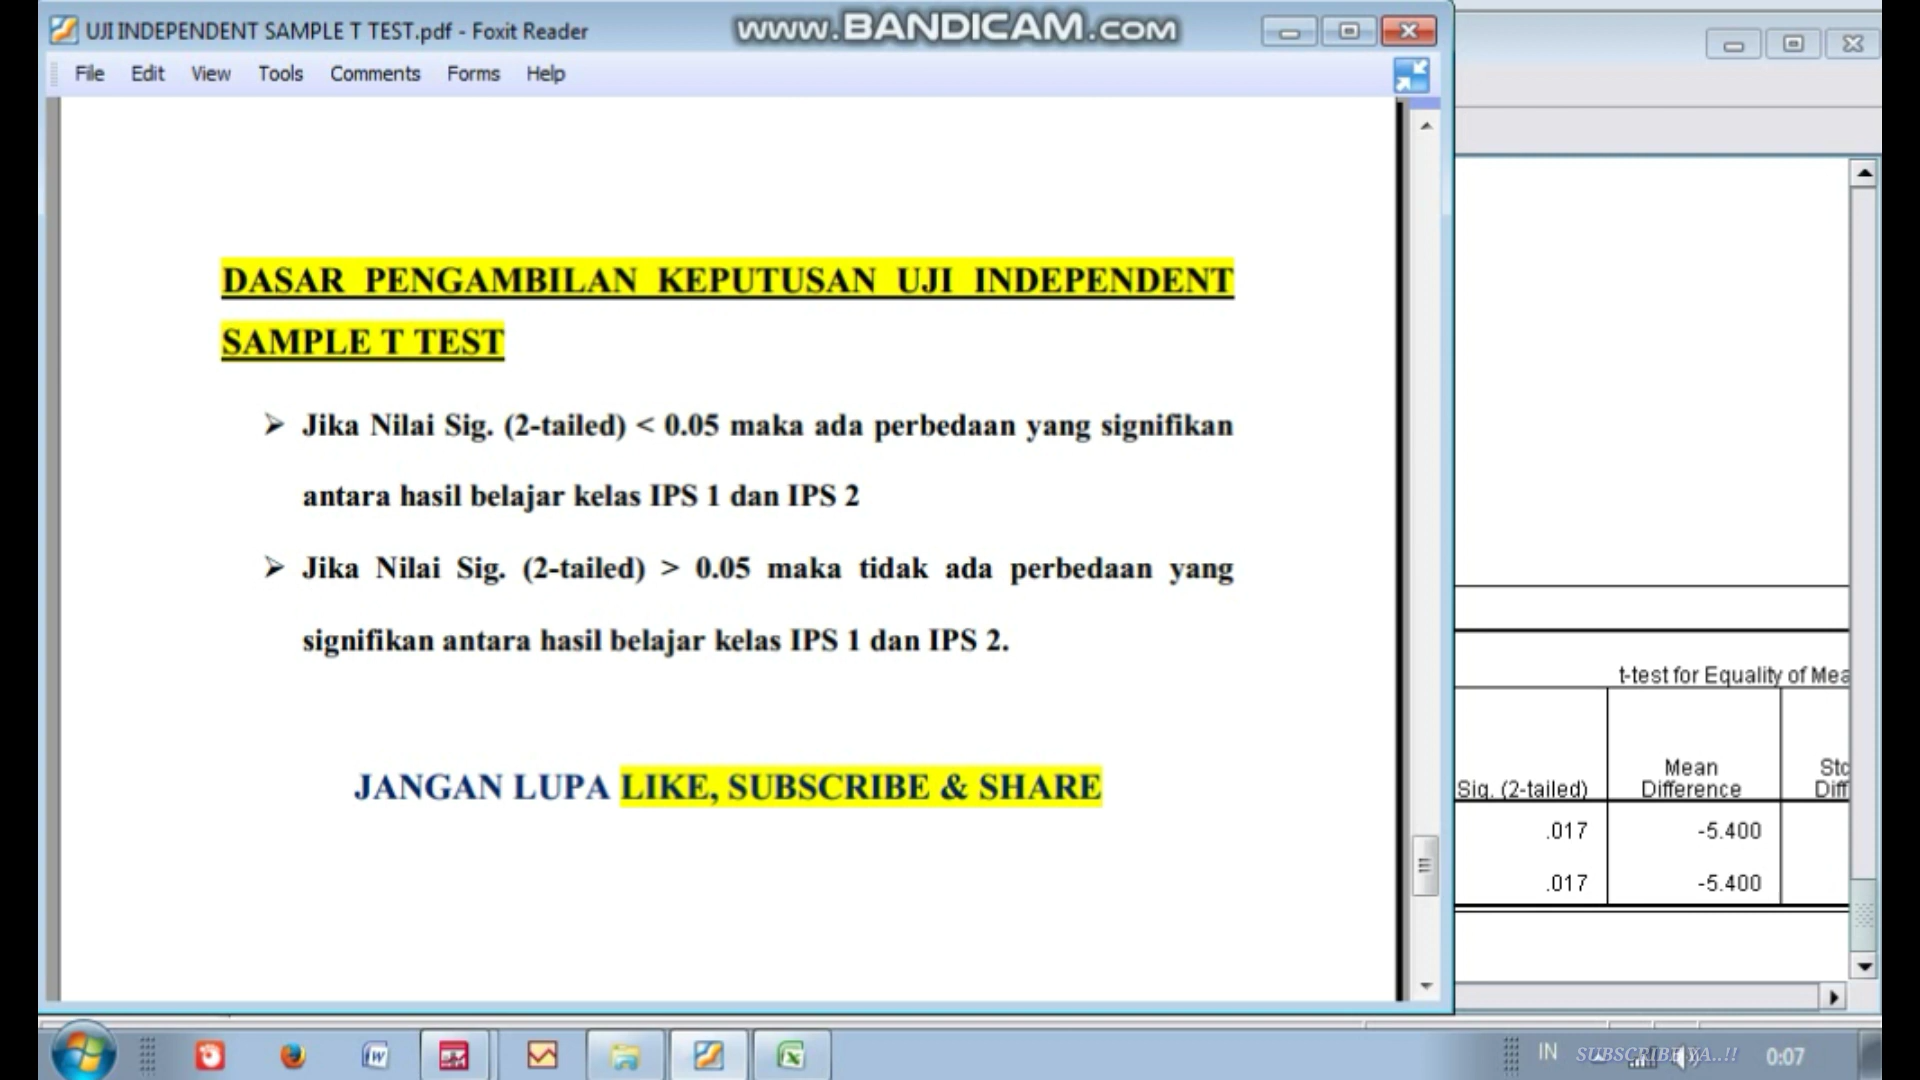 UJI INDEPENDENT SAMPLE T TEST.pdf - Foxit Reader
www.BANDICAM.com
File Edit View Tools Comments Forms Help
DASAR PENGAMBILAN KEPUTUSAN UJI INDEPENDENT
SAMPLE T TEST
➢ Jika Nilai Sig. (2-tailed) < 0.05 maka ada perbedaan yang signifikan
antara hasil belajar kelas IPS 1 dan IPS 2
➢ Jika Nilai Sig. (2-tailed) > 0.05 maka tidak ada perbedaan yang
signifikan antara hasil belajar kelas IPS 1 dan IPS 2.
JANGAN LUPA LIKE, SUBSCRIBE & SHARE
t-test for Equality of Mea
Sig. (2-tailed)
Mean
Difference
Std
Diff
.017 -5.400
.017 -5.400
IN
SUBSCRIBE YA..!!
0:07